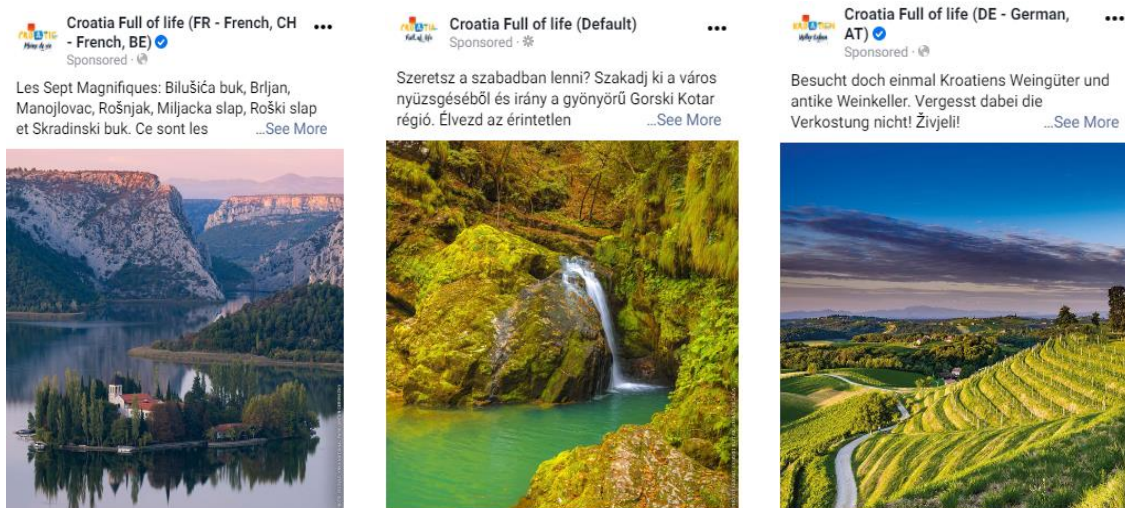 Croatia Full of life (FR - French, CH
- French, BE)
Sponsored ·
Les Sept Magnifiques: Bilušića buk, Brljan,
Manojlovac, Rošnjak, Miljacka slap, Roški slap
et Skradinski buk. Ce sont les ...See More
Croatia Full of life (Default)
Sponsored ·
Szeretsz a szabadban lenni? Szakadj ki a város
nyüzsgéséből és irány a gyönyörű Gorski Kotar
régió. Élvezd az érintetlen ...See More
Croatia Full of life (DE - German,
AT)
Sponsored ·
Besucht doch einmal Kroatiens Weingüter und
antike Weinkeller. Vergesst dabei die
Verkostung nicht! Živjeli! ...See More